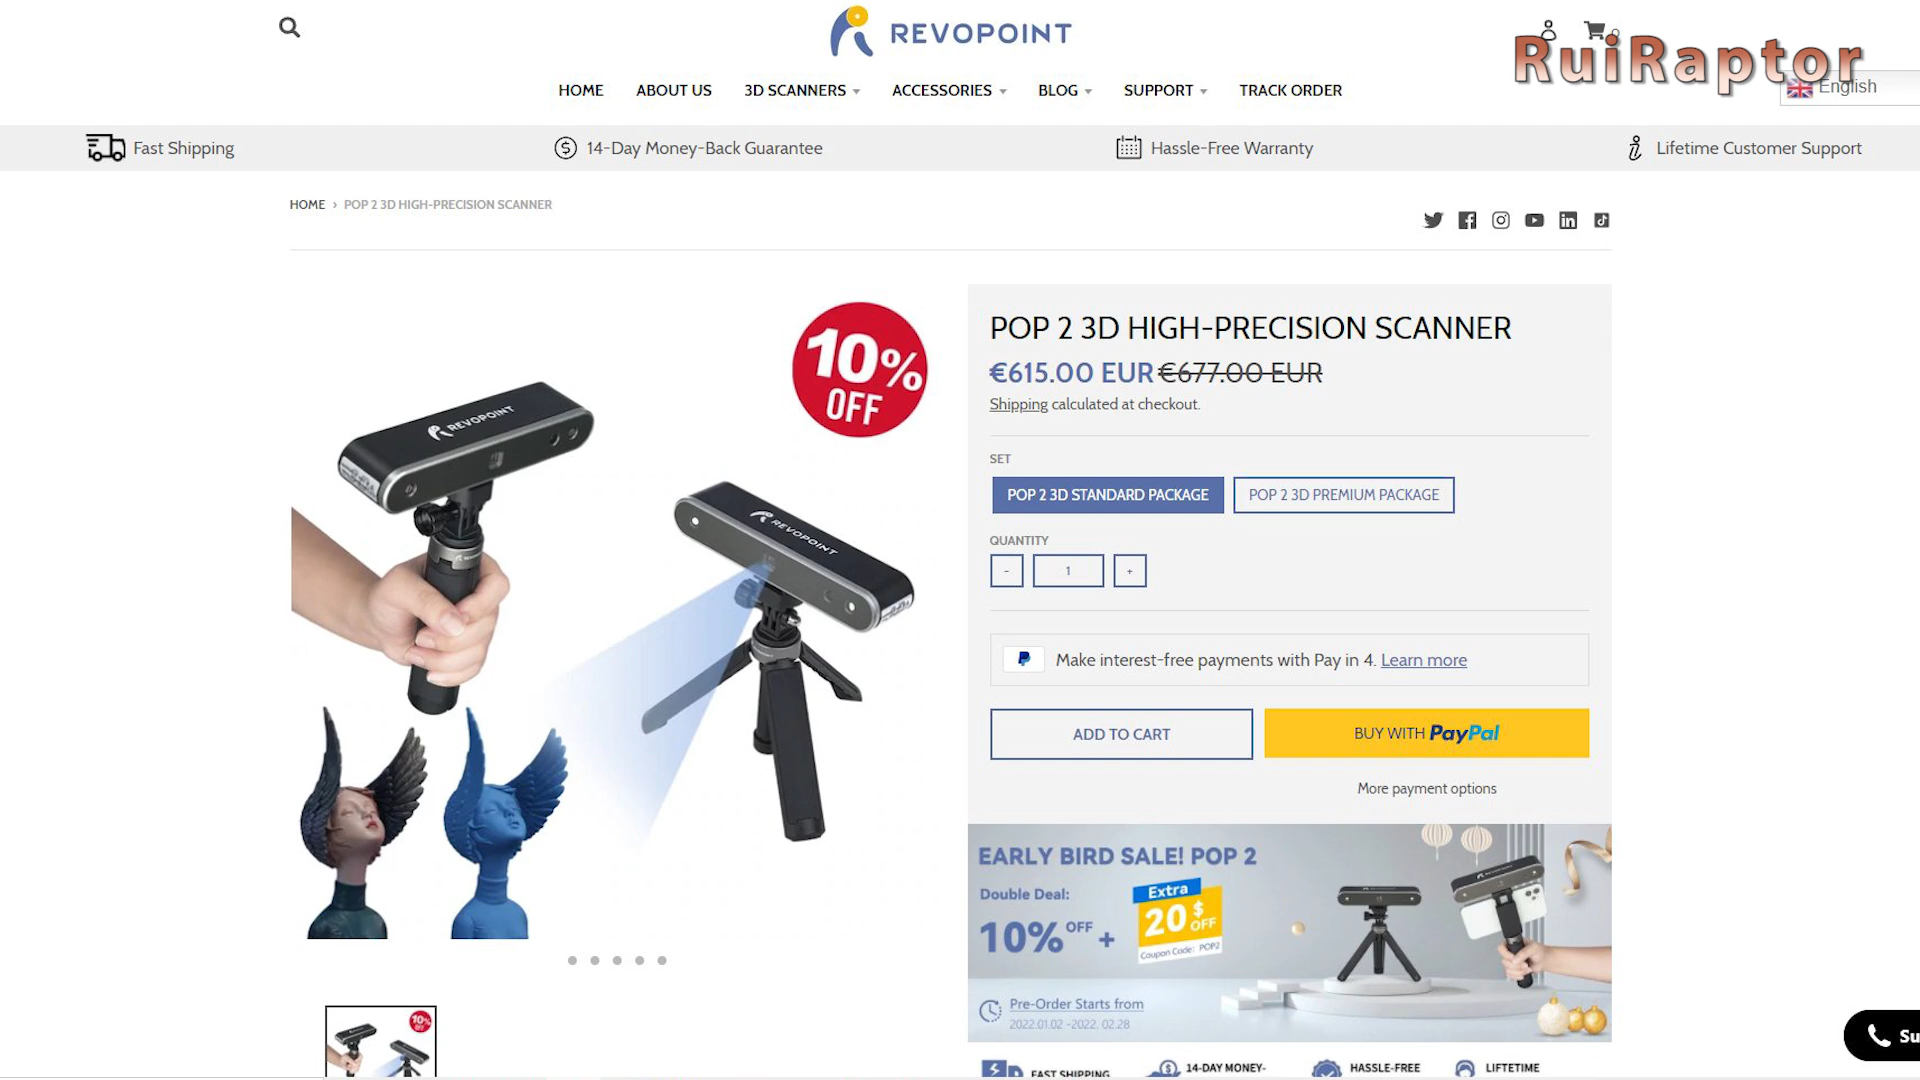 REVOPOINT
RuiRaptor
English
HOME
ABOUT US
3D SCANNERS
ACCESSORIES
BLOG
SUPPORT
TRACK ORDER
Fast Shipping
14-Day Money-Back Guarantee
Hassle-Free Warranty
Lifetime Customer Support
HOME › POP 2 3D HIGH-PRECISION SCANNER
10%
OFF
REVOPOINT
REVOPOINT
POP 2 3D HIGH-PRECISION SCANNER
€615.00 EUR €677.00 EUR
Shipping calculated at checkout.
SET
POP 2 3D STANDARD PACKAGE
POP 2 3D PREMIUM PACKAGE
QUANTITY
- 1 +
Make interest-free payments with Pay in 4. Learn more
ADD TO CART
BUY WITH PayPal
More payment options
EARLY BIRD SALE! POP 2
Double Deal:
10% OFF +
Extra
20 $ OFF
Coupon Code: POP2
Pre-Order Starts from
2022.01.02 -2022. 02.28
10%
OFF
FAST SHIPPING
14-DAY MONEY-
HASSLE-FREE
LIFETIME
Su